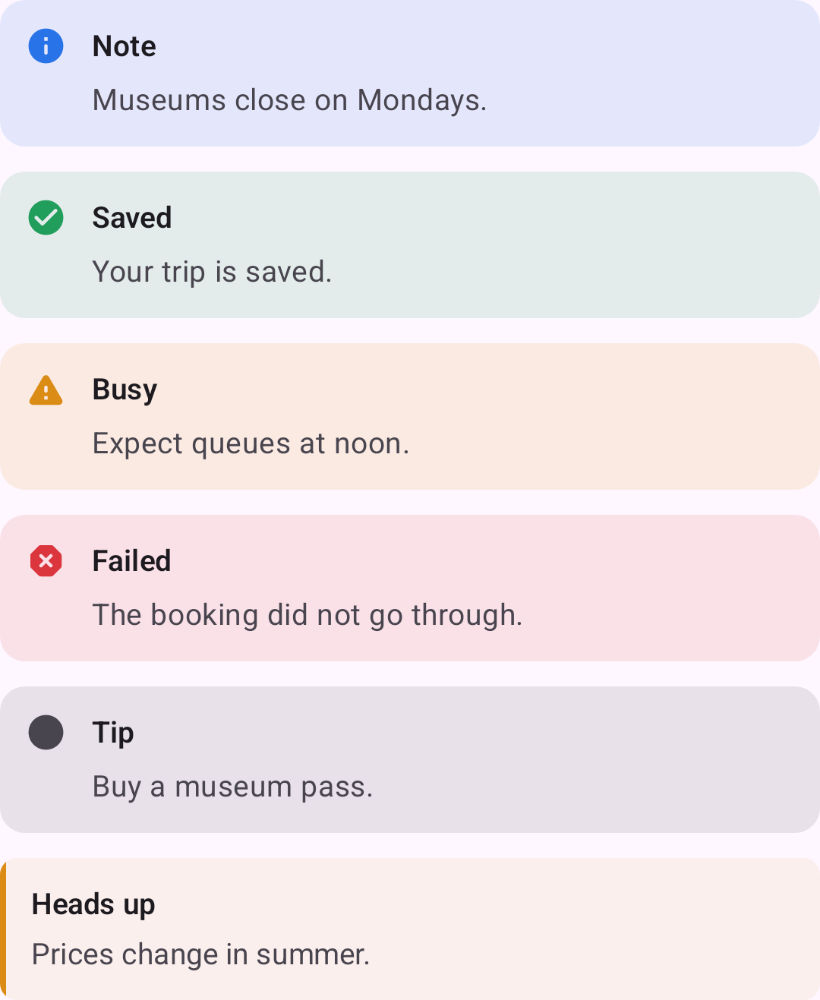 Note
Museums close on Mondays.
Saved
Your trip is saved.
Busy
Expect queues at noon.
Failed
The booking did not go through.
Tip
Buy a museum pass.
Heads up
Prices change in summer.